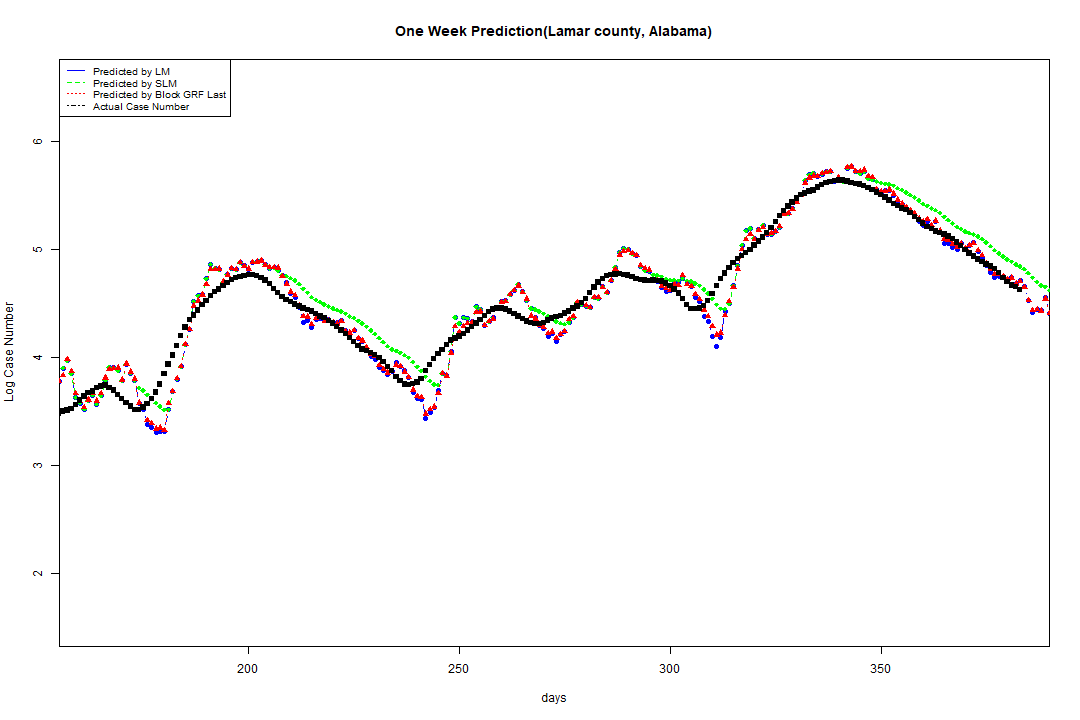 One Week Prediction(Lamar county, Alabama)
Predicted by LM
Predicted by SLM
Predicted by Block GRF Last
Actual Case Number
6
5
4
3
2
Log Case Number
200
250
300
350
days